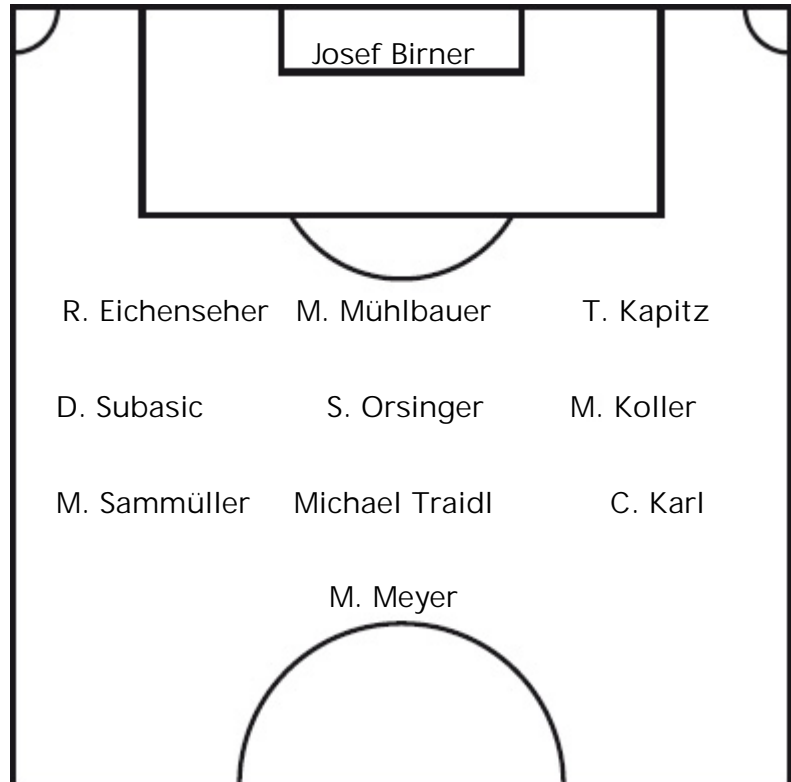 Josef Birner
R. Eichenseher M. Mühlbauer T. Kapitz
D. Subasic S. Orsinger M. Koller
M. Sammüller Michael Traidl C. Karl
M. Meyer